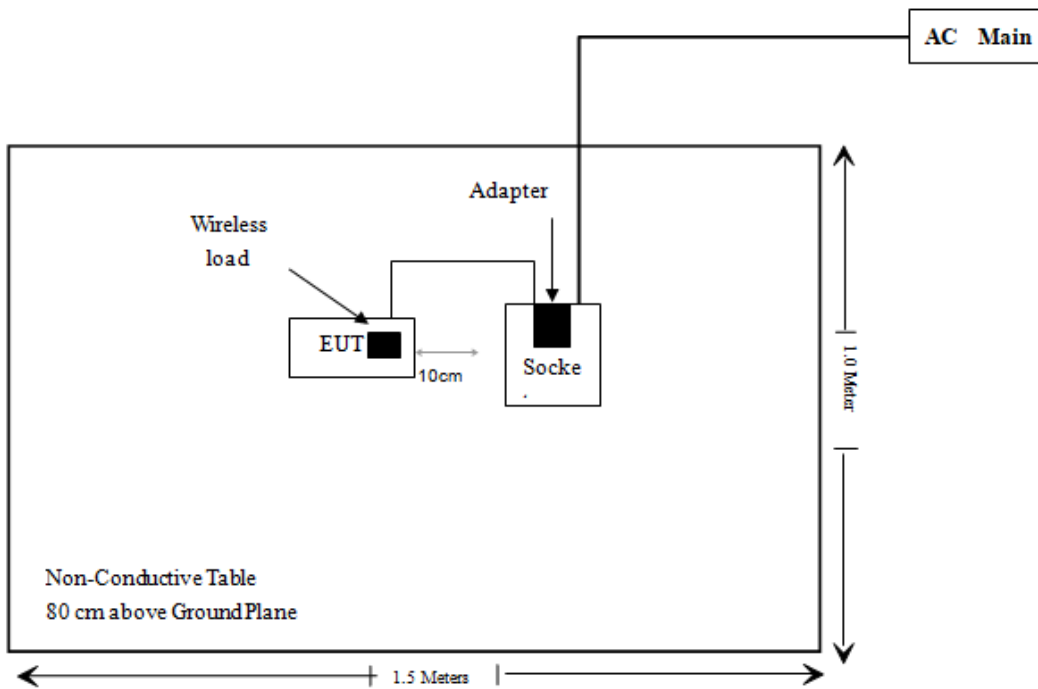 AC Main
Adapter
Wireless
load
EUT
10cm
Socke
1.0 Meter
Non-Conductive Table
80 cm above Ground Plane
1.5 Meters